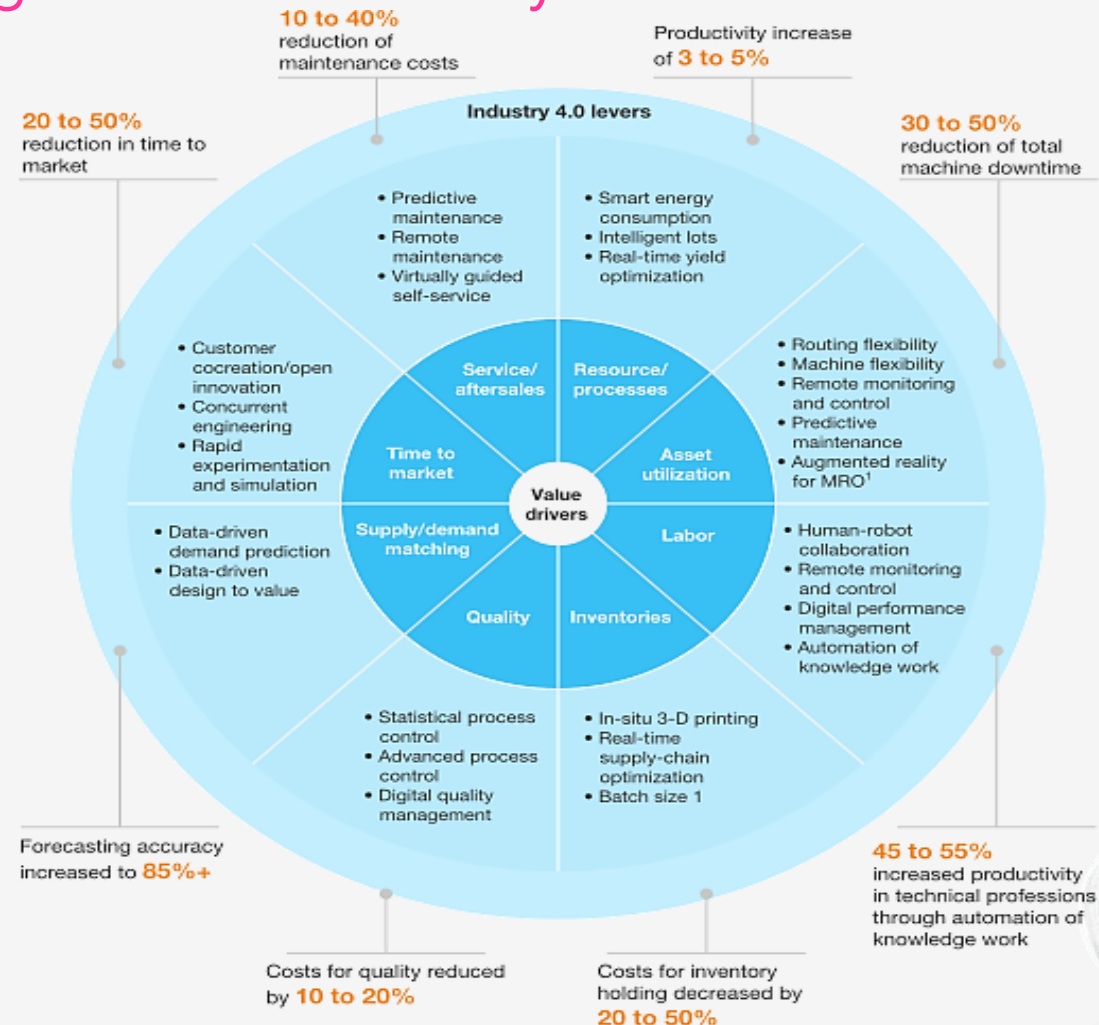 10 to 40%
reduction of
maintenance costs
Productivity increase
of 3 to 5%
20 to 50%
reduction in time to
market
Industry 4.0 levers
30 to 50%
reduction of total
machine downtime
• Predictive
maintenance
• Remote
maintenance
• Virtually guided
self-service
• Smart energy
consumption
• Intelligent lots
• Real-time yield
optimization
• Customer
cocreation/open
innovation
• Concurrent
engineering
• Rapid
experimentation
and simulation
Service/
aftersales
Resource/
processes
• Routing flexibility
• Machine flexibility
• Remote monitoring
and control
• Predictive
maintenance
• Augmented reality
for MRO¹
Time to
market
Asset
utilization
Value
drivers
• Data-driven
demand prediction
• Data-driven
design to value
Supply/demand
matching
Labor
• Human-robot
collaboration
• Remote monitoring
and control
• Digital performance
management
• Automation of
knowledge work
Quality
Inventories
• Statistical process
control
• Advanced process
control
• Digital quality
management
• In-situ 3-D printing
• Real-time
supply-chain
optimization
• Batch size 1
Forecasting accuracy
increased to 85%+
45 to 55%
increased productivity
in technical professions
through automation of
knowledge work
Costs for quality reduced
by 10 to 20%
Costs for inventory
holding decreased by
20 to 50%